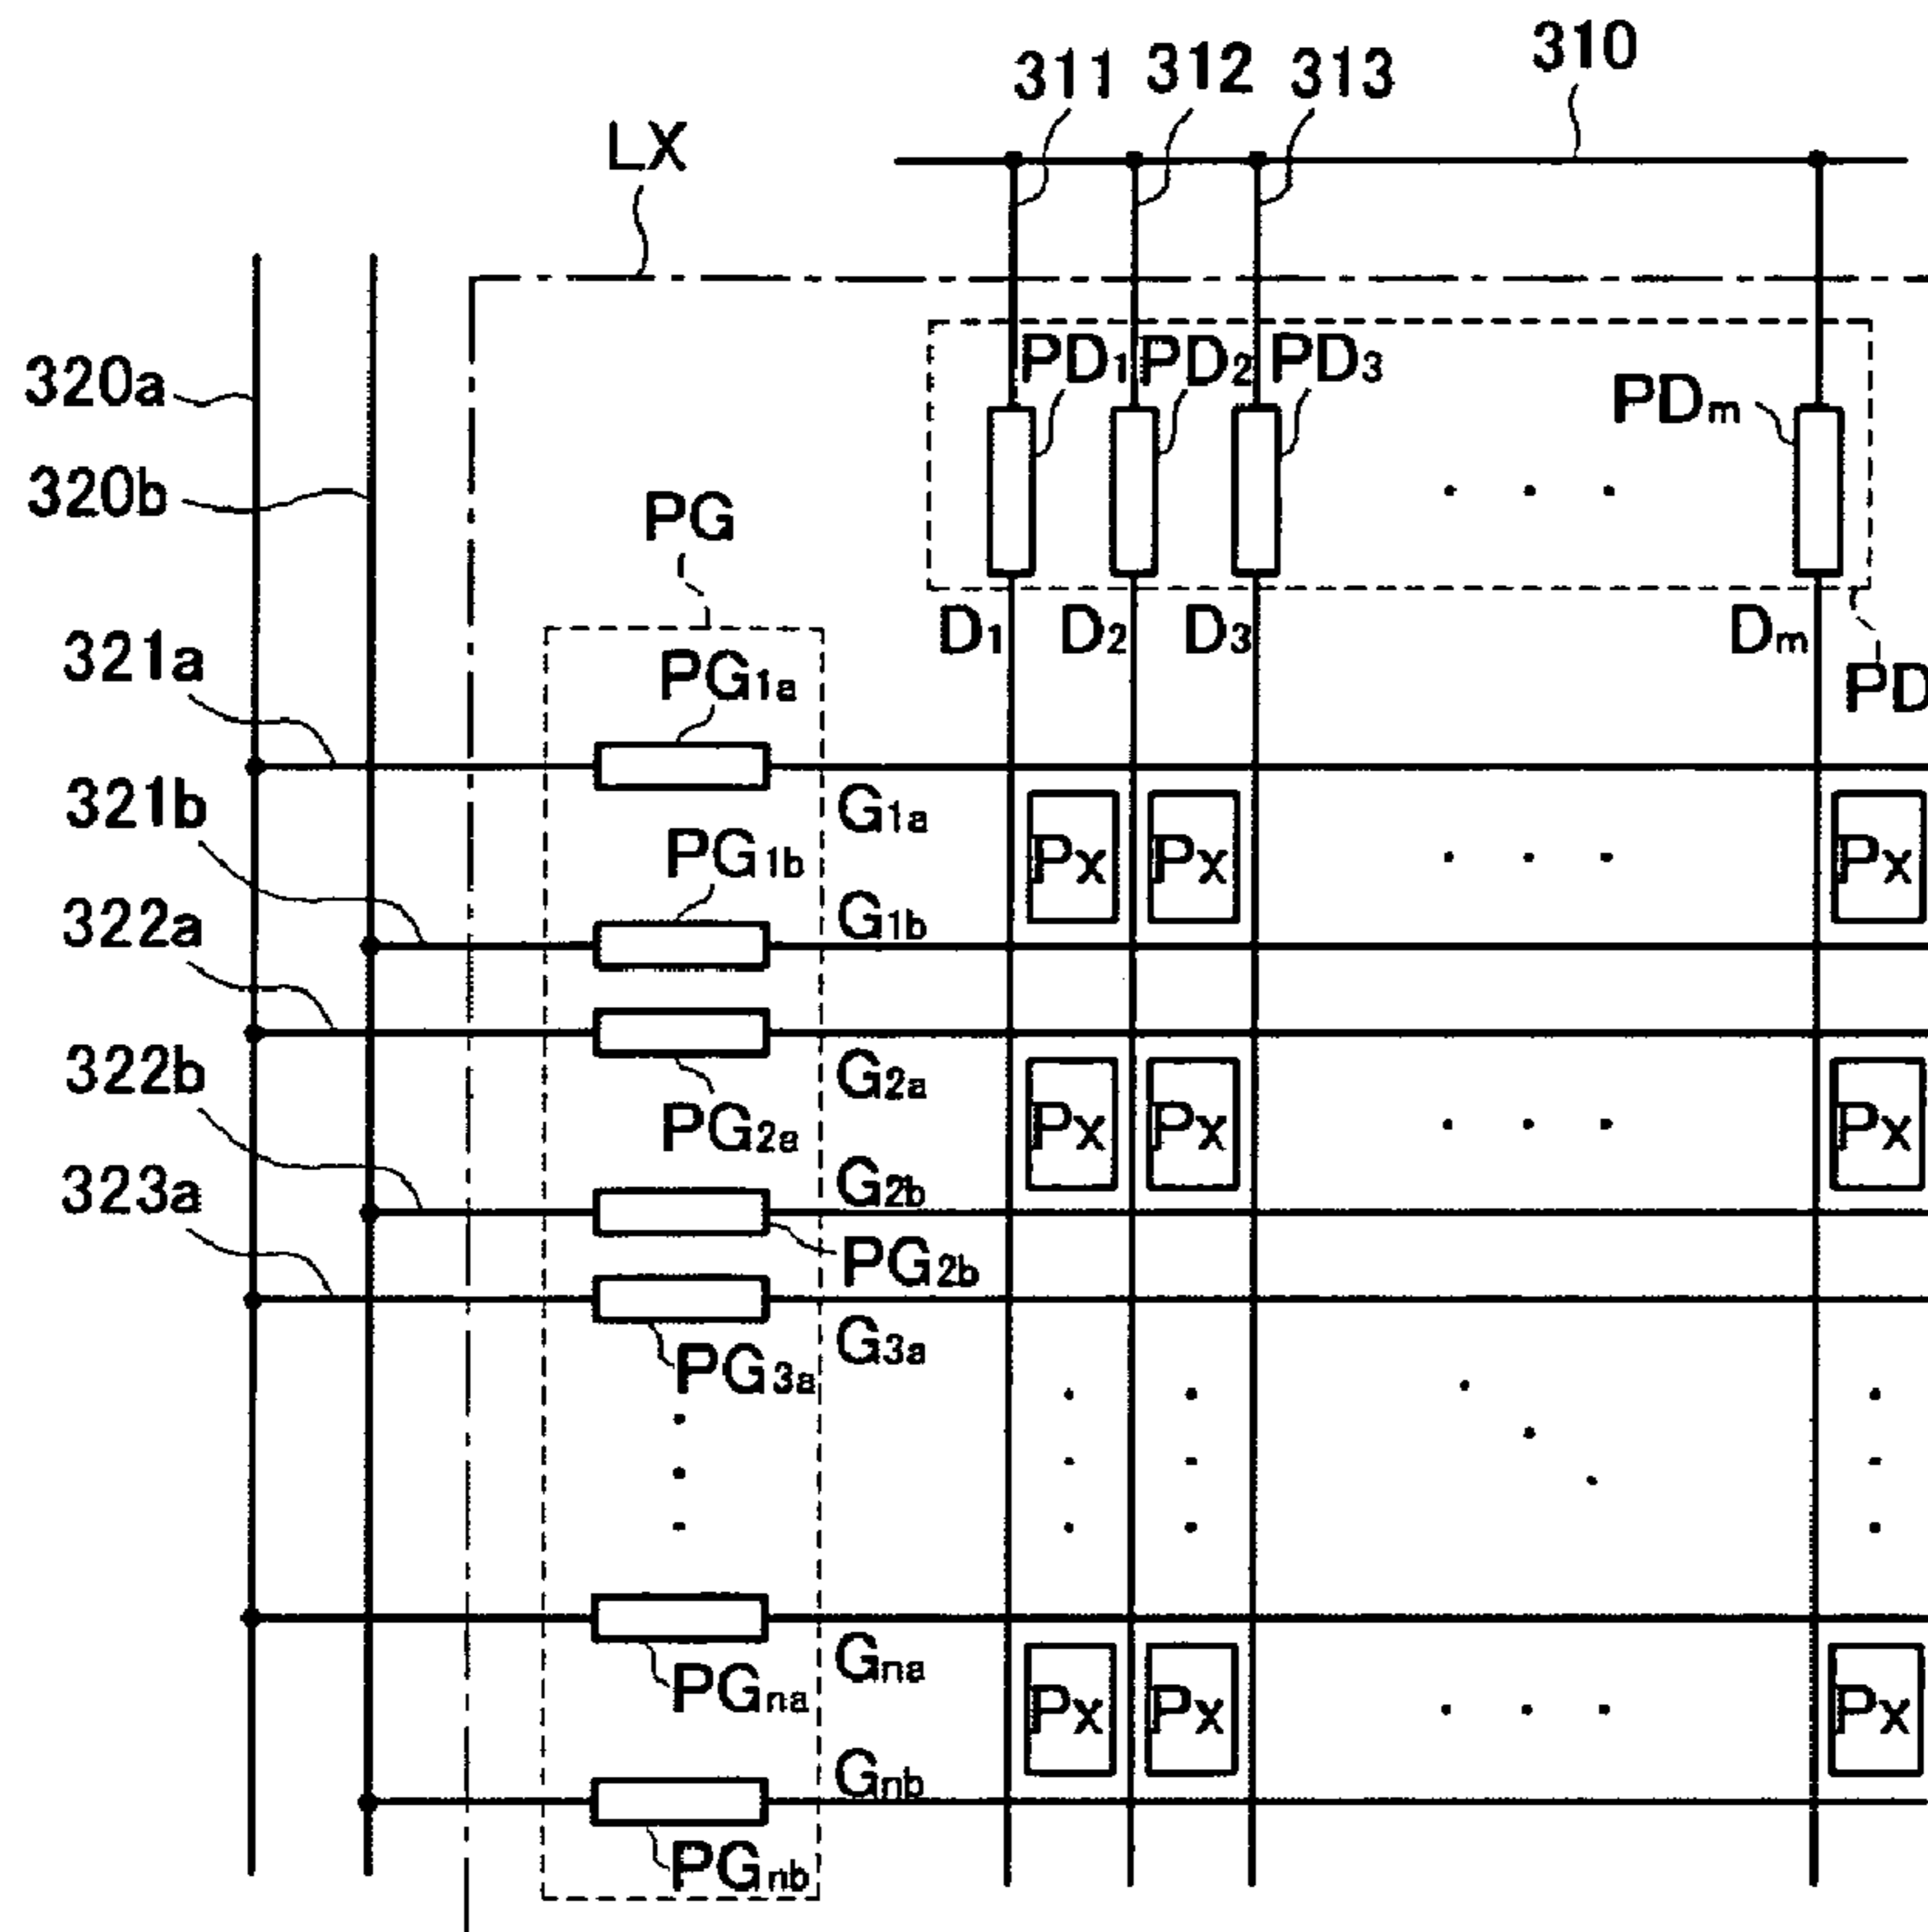 310
311 312 313
LX
PD1 PD2 PD3
320a
PDm
320b
PG
D1 D2 D3 Dm
321a
PG1a
PD
321b
G1a
PG1b
Px Px Px
322a
G1b
322b
G2a
PG2a
Px Px Px
323a
G2b
PG2b
G3a
PG3a
Gna
PGna
Px Px Px
Gnb
PGnb